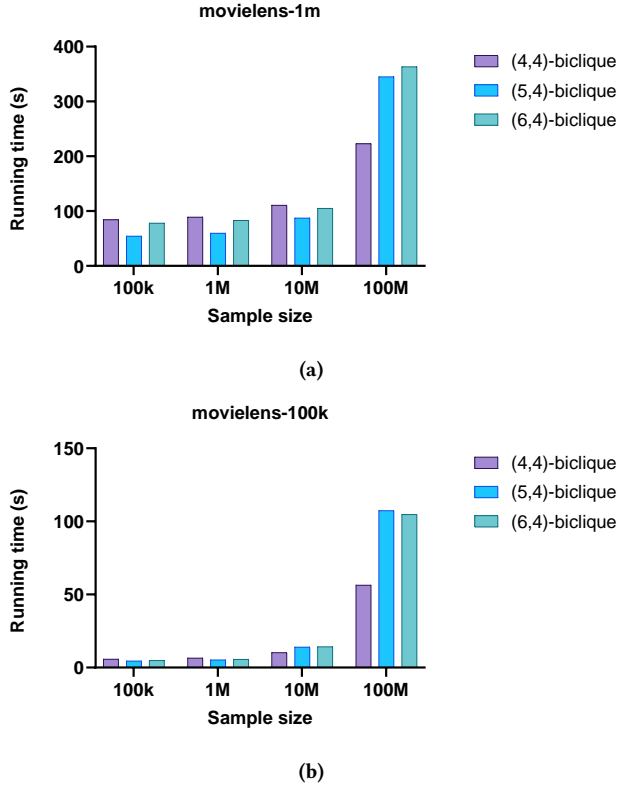 movielens-1m
400
300
200
100
0
Running time (s)
100k 1M 10M 100M
Sample size
(4,4)-biclique
(5,4)-biclique
(6,4)-biclique
(a)
movielens-100k
150
100
50
0
Running time (s)
100k 1M 10M 100M
Sample size
(4,4)-biclique
(5,4)-biclique
(6,4)-biclique
(b)